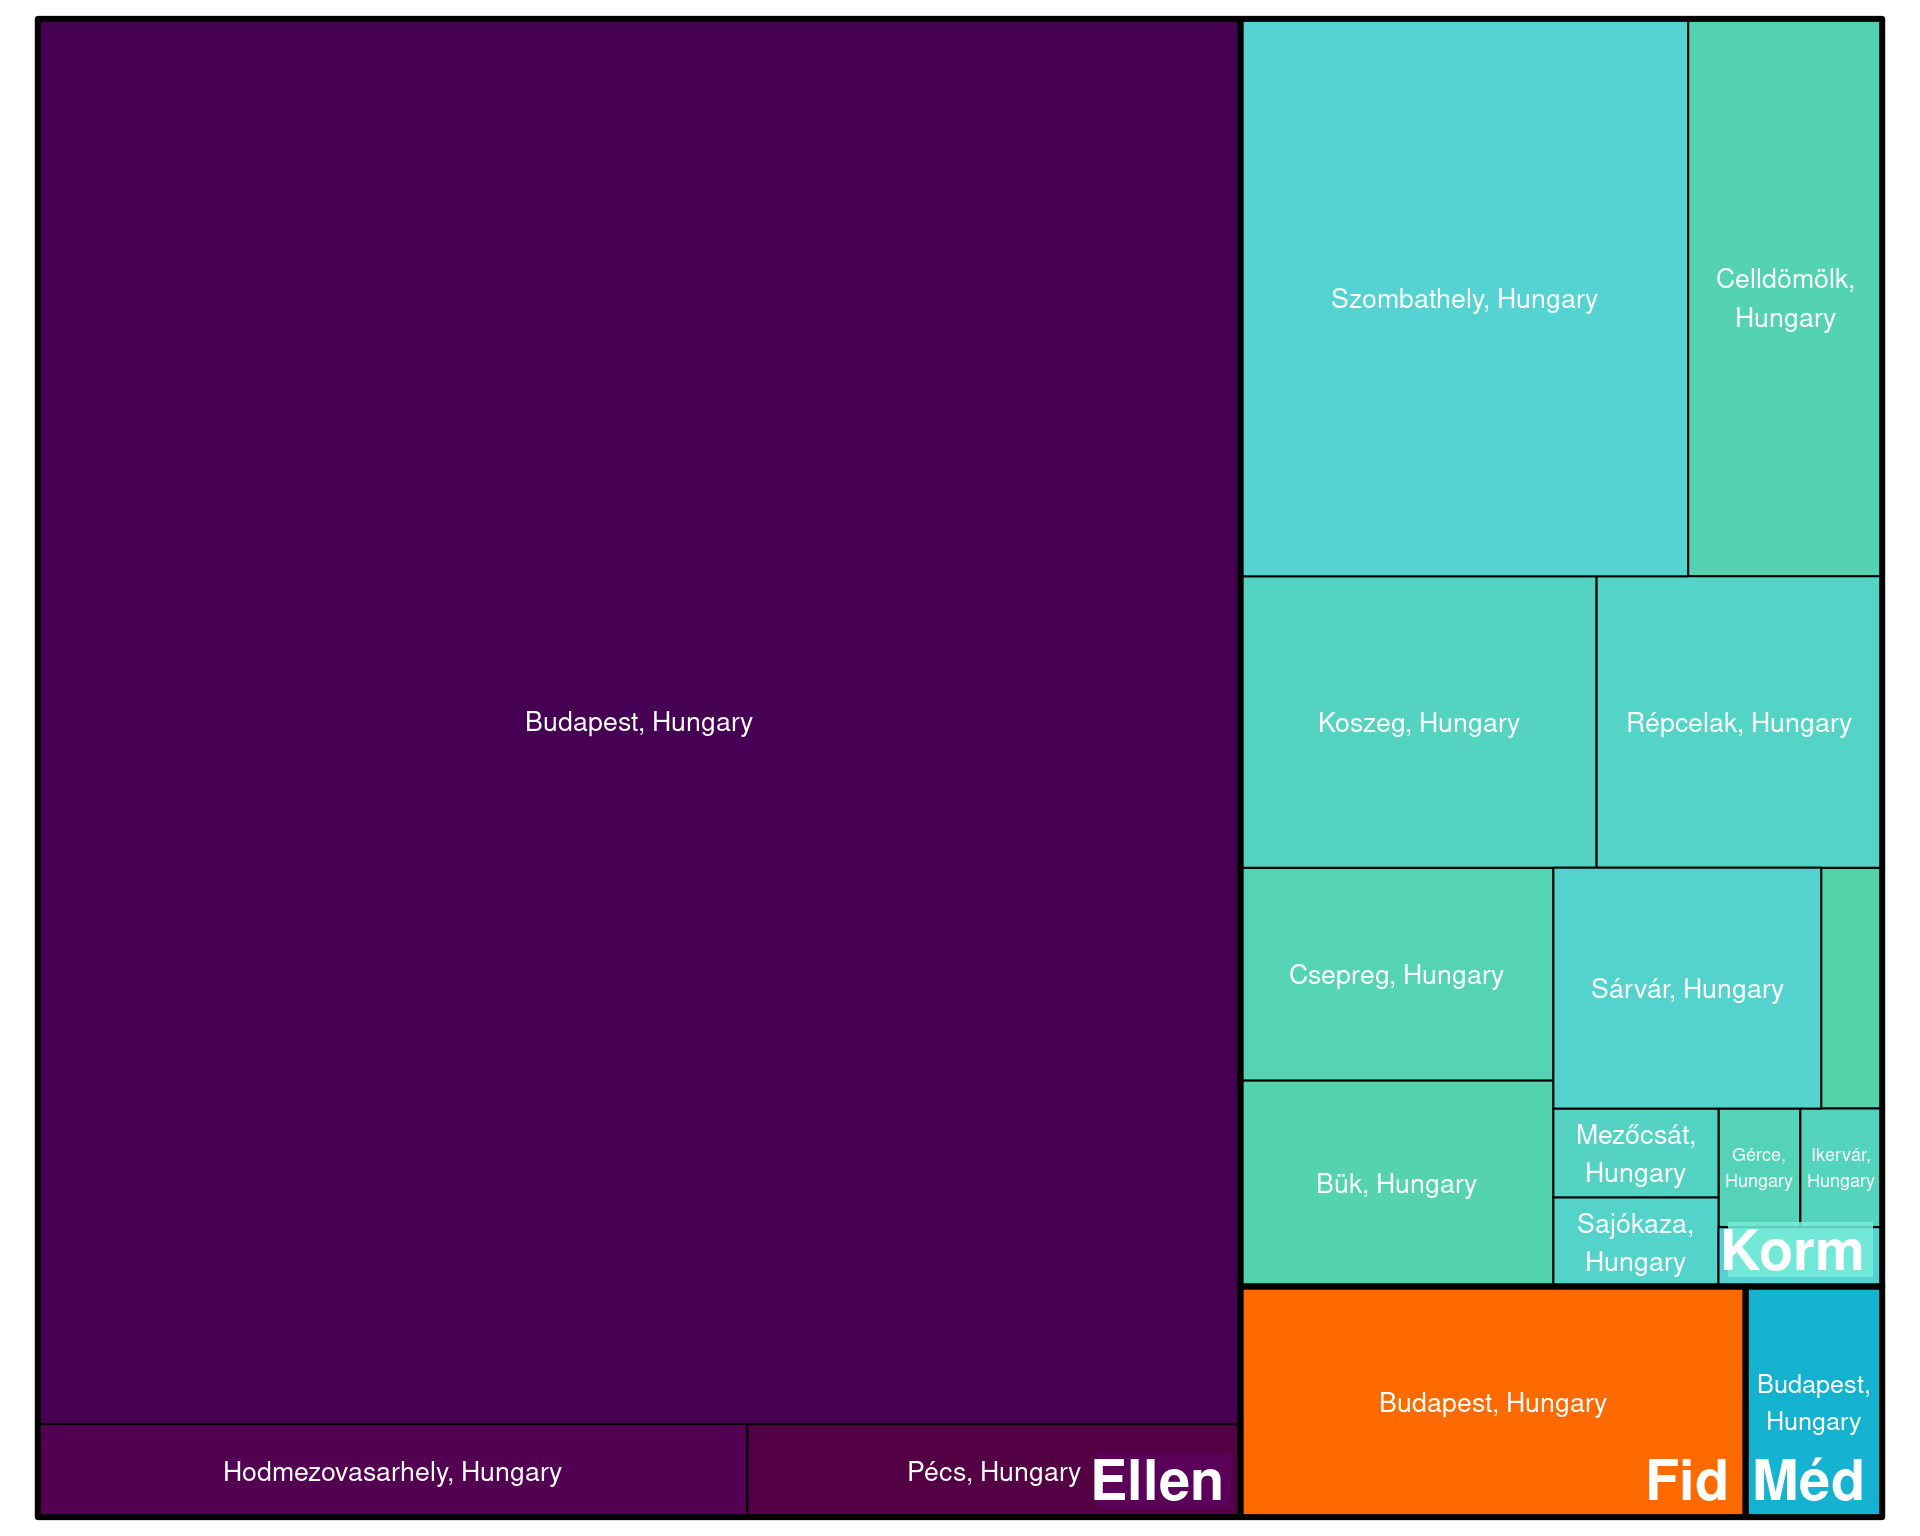 Szombathely, Hungary
Celldömölk,
Hungary
Budapest, Hungary
Koszeg, Hungary
Répcelak, Hungary
Csepreg, Hungary
Sárvár, Hungary
Mezőcsát,
Hungary
Gérce,
Hungary
Ikervár,
Hungary
Bük, Hungary
Sajókaza,
Hungary
Korm
Budapest, Hungary
Budapest,
Hungary
Hodmezovasarhely, Hungary
Pécs, Hungary
Ellen
Fid
Méd